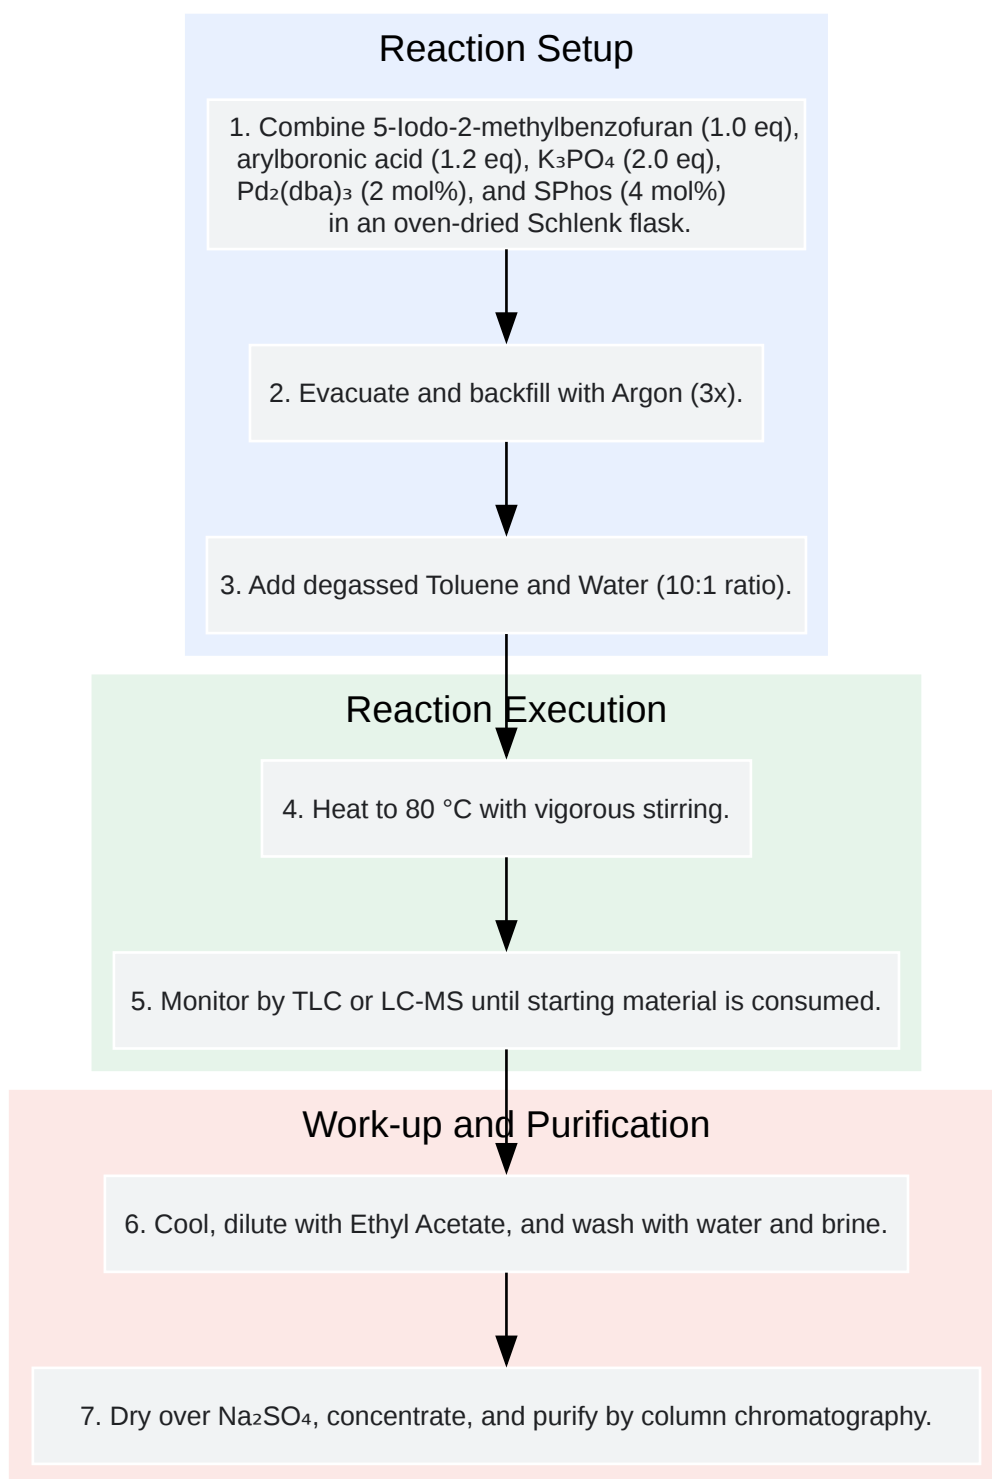 Reaction Setup
1. Combine 5-Iodo-2-methylbenzofuran (1.0 eq),
arylboronic acid (1.2 eq), K₃PO₄ (2.0 eq),
Pd₂(dba)₃ (2 mol%), and SPhos (4 mol%)
in an oven-dried Schlenk flask.
2. Evacuate and backfill with Argon (3x).
3. Add degassed Toluene and Water (10:1 ratio).
Reaction Execution
4. Heat to 80 °C with vigorous stirring.
5. Monitor by TLC or LC-MS until starting material is consumed.
Work-up and Purification
6. Cool, dilute with Ethyl Acetate, and wash with water and brine.
7. Dry over Na₂SO₄, concentrate, and purify by column chromatography.